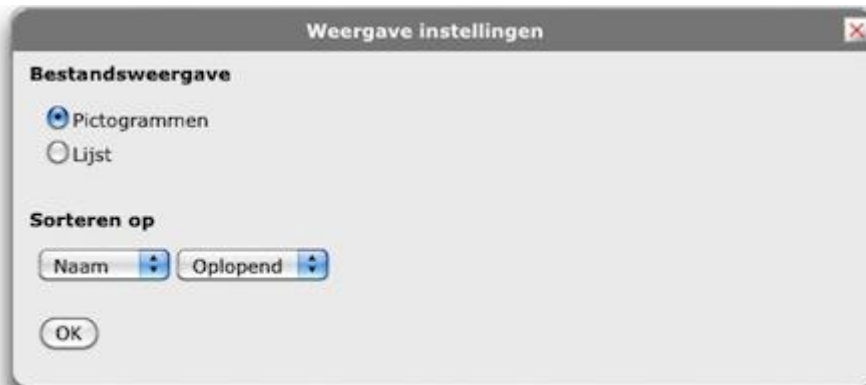 Weergave instellingen
Bestandsweergave
Pictogrammen
Lijst
Sorteren op
Naam Oplopend
OK